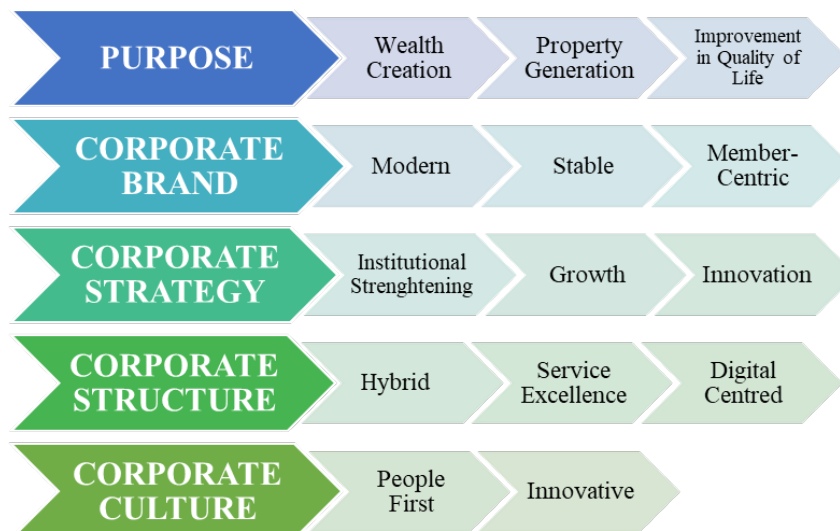 PURPOSE
Wealth
Creation
Property
Generation
Improvement
in Quality of
Life
CORPORATE
BRAND
Modern
Stable
Member-
Centric
CORPORATE
STRATEGY
Institutional
Strenghtening
Growth
Innovation
CORPORATE
STRUCTURE
Hybrid
Service
Excellence
Digital
Centred
CORPORATE
CULTURE
People
First
Innovative